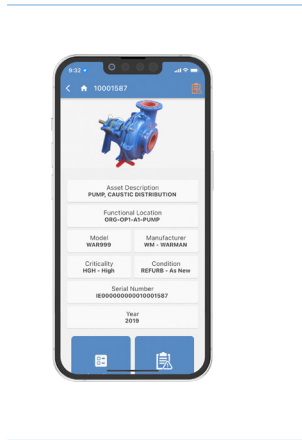 9:32
10001587
Asset Description
PUMP, CAUSTIC DISTRIBUTION
Functional Location
ORG-OP1-A1-PUMP
Model
WAR999
Manufacturer
WM - WARMAN
Criticality
HGH - High
Condition
REFURB - As New
Serial Number
IE000000000010001587
Year
2019